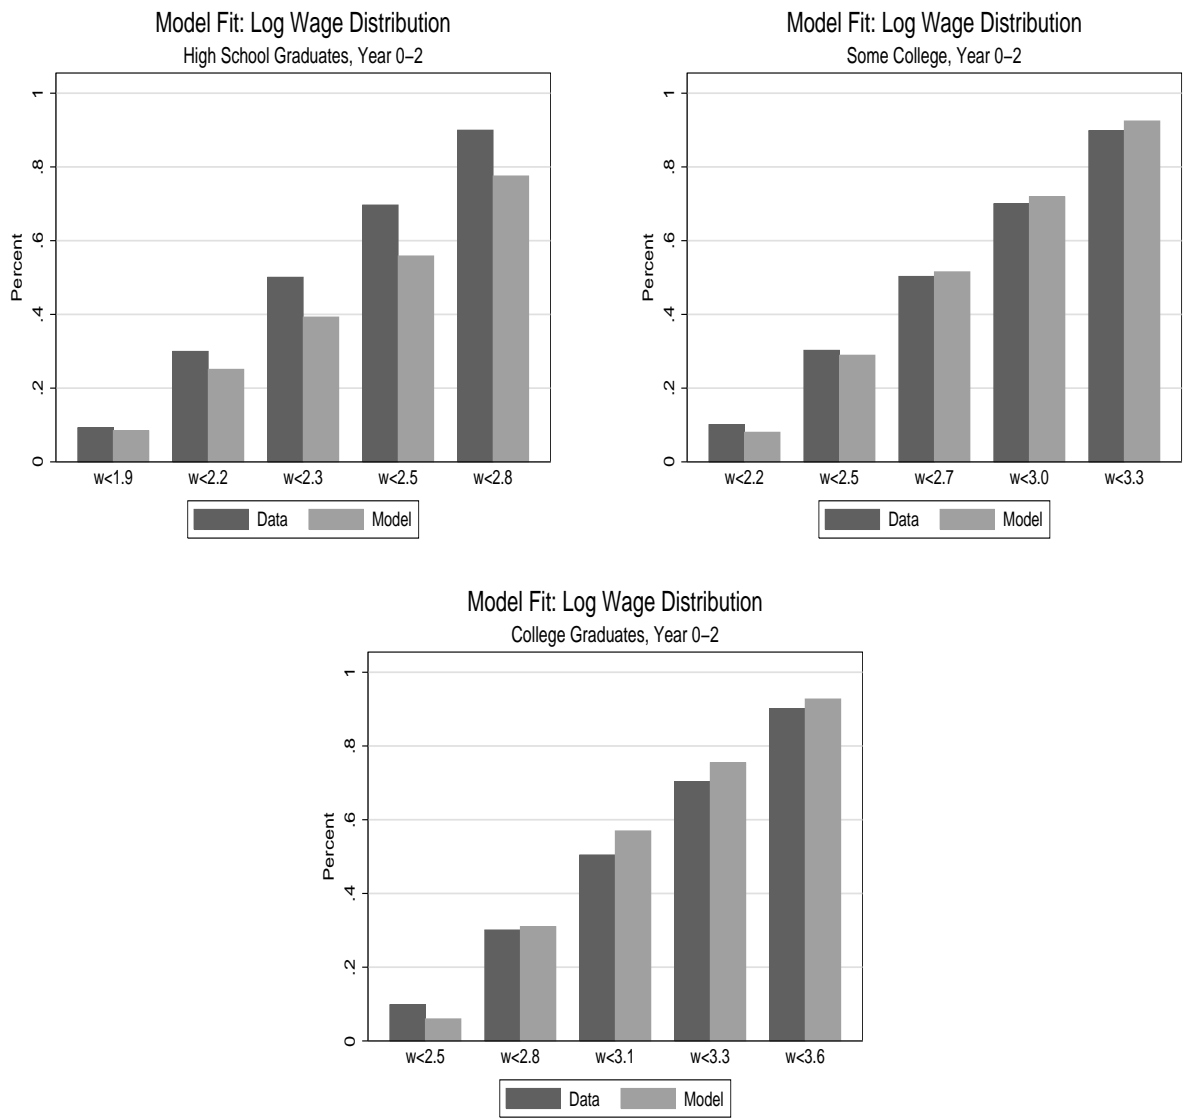 Model Fit: Log Wage Distribution
High School Graduates, Year 0−2
Percent
1
.8
.6
.4
.2
0
w<1.9 w<2.2 w<2.3 w<2.5 w<2.8
Data Model
Model Fit: Log Wage Distribution
Some College, Year 0−2
Percent
1
.8
.6
.4
.2
0
w<2.2 w<2.5 w<2.7 w<3.0 w<3.3
Data Model
Model Fit: Log Wage Distribution
College Graduates, Year 0−2
Percent
1
.8
.6
.4
.2
0
w<2.5 w<2.8 w<3.1 w<3.3 w<3.6
Data Model